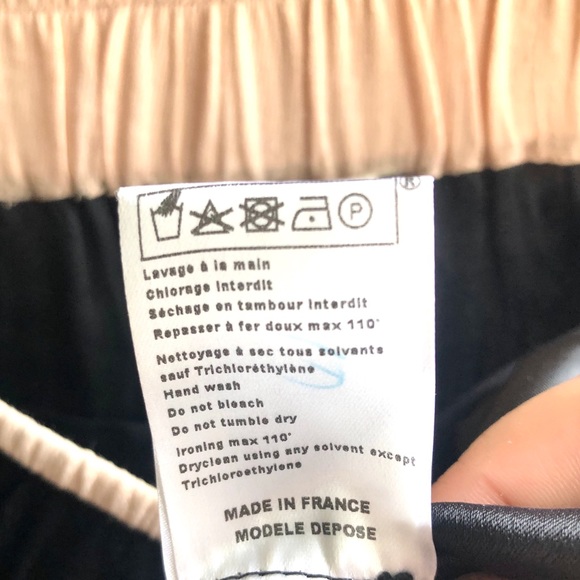 ®
P
Lavage à la main
Chlorage Interdit
Séchage en tambour Interdit
Repasser à fer doux max 110°
Nettoyage à sec tous solvants
sauf Trichloréthylène
Hand wash
Do not bleach
Do not tumble dry
Ironing max 110°
Dryclean using any solvent except
Trichloroethylene
MADE IN FRANCE
MODELE DEPOSE